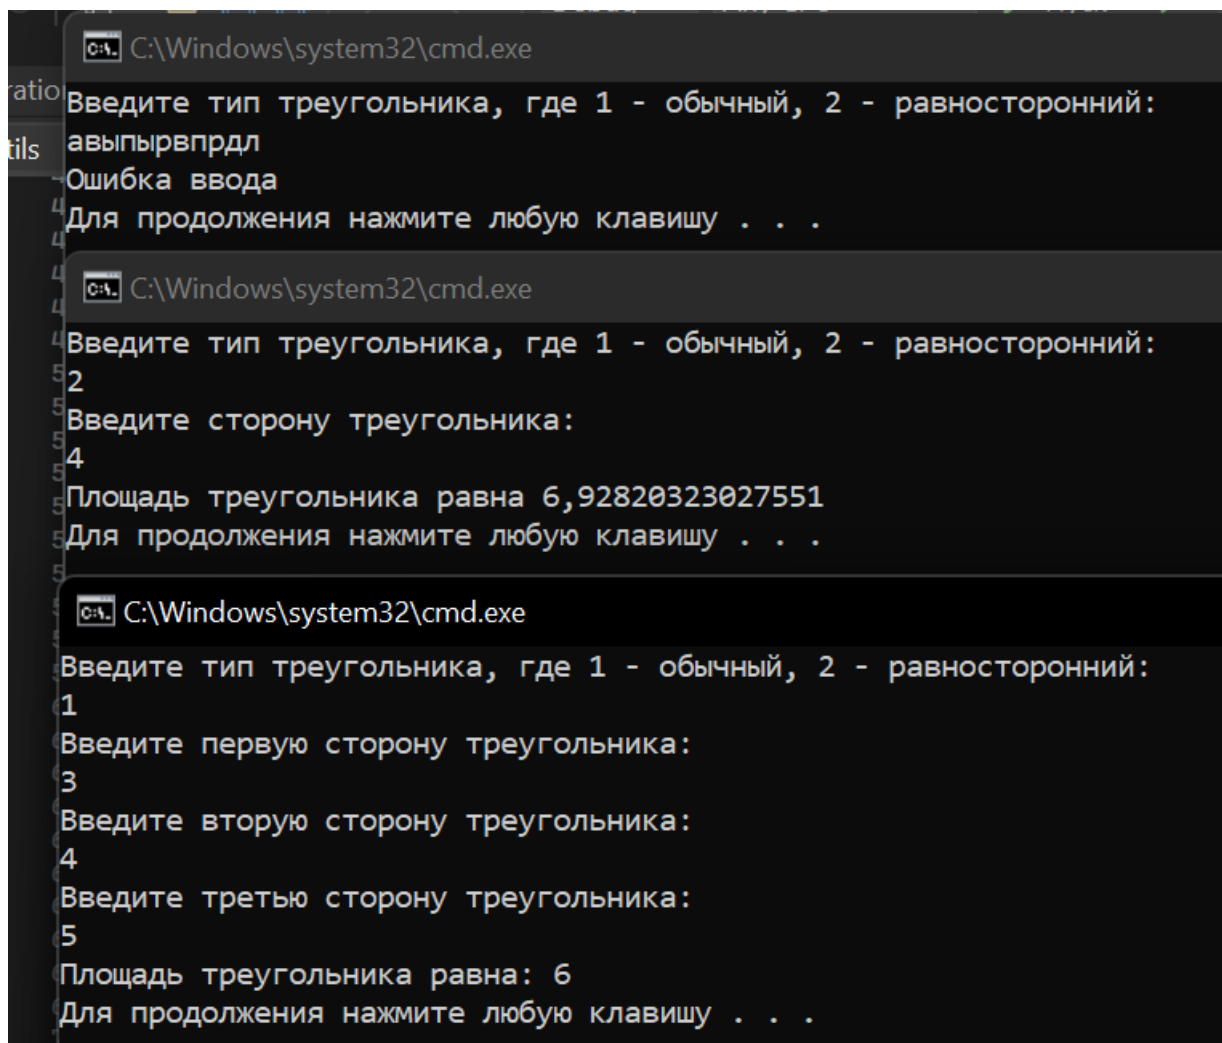 C:\Windows\system32\cmd.exe
ratio
Введите тип треугольника, где 1 - обычный, 2 - равносторонний:
tils
авыпырвпрдл
Ошибка ввода
Для продолжения нажмите любую клавишу . . .
C:\Windows\system32\cmd.exe
Введите тип треугольника, где 1 - обычный, 2 - равносторонний:
2
Введите сторону треугольника:
4
Площадь треугольника равна 6,92820323027551
Для продолжения нажмите любую клавишу . . .
C:\Windows\system32\cmd.exe
Введите тип треугольника, где 1 - обычный, 2 - равносторонний:
1
Введите первую сторону треугольника:
3
Введите вторую сторону треугольника:
4
Введите третью сторону треугольника:
5
Площадь треугольника равна: 6
Для продолжения нажмите любую клавишу . . .